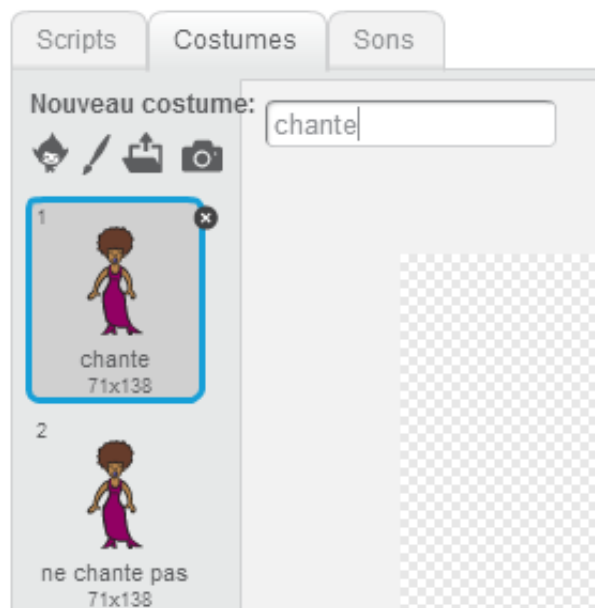 Scripts Costumes Sons
Nouveau costume:
chante
1
chante
71x138
2
ne chante pas
71x138